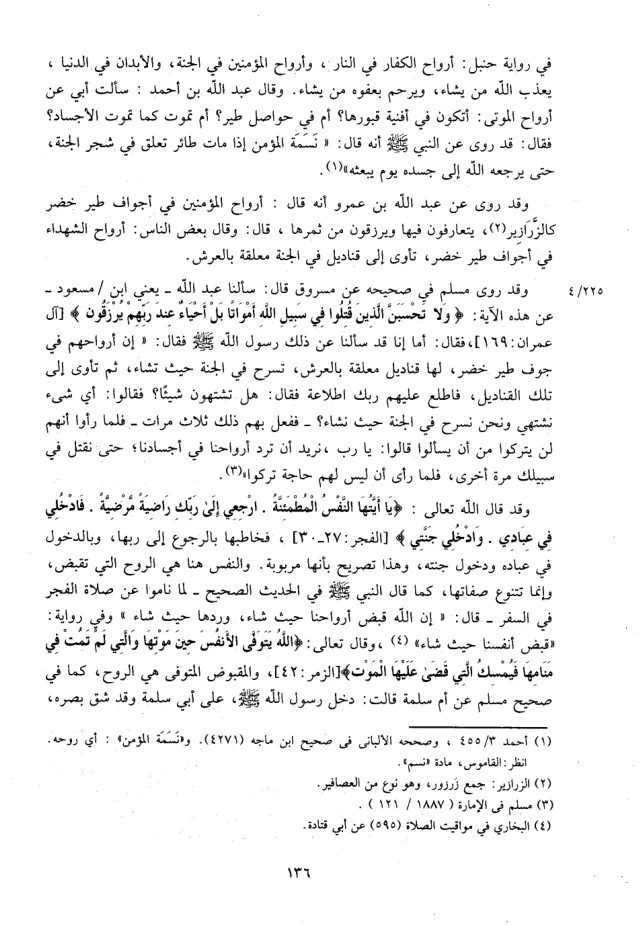 في رواية حنبل: أرواح الكفار في النار ، وأرواح المؤمنين في الجنة، والأبدان في الدنيا ،
يعذب الله من يشاء، ويرحم بعفوه من يشاء. وقال عبد الله بن أحمد : سألت أبي عن
أرواح الموتى: أتكون في أفنية قبورها؟ أم في حواصل طير؟ أم تموت كما تموت الأجساد؟
فقال: قد روى عن النبي ﷺ أنه قال: « نَسَمَة المؤمن إذا مات طائر تعلق في شجر الجنة،
حتى يرجعه الله إلى جسده يوم يبعثه»(١).
وقد روى عن عبد الله بن عمرو أنه قال : أرواح المؤمنين في أجواف طير خضر
كالزَّرَازِير(٢)، يتعارفون فيها ويرزقون من ثمرها ، قال: وقال بعض الناس: أرواح الشهداء
في أجواف طير خضر، تأوى إلى قناديل في الجنة معلقة بالعرش.
وقد روى مسلم في صحيحه عن مسروق قال: سألنا عبد الله ـ يعني ابن /مسعود ـ ٤/٢٢٥
عن هذه الآية: ﴿ وَلا تَحْسَبَنَّ الَّذِينَ قُتِلُوا فِي سَبِيلِ اللَّهِ أَمْوَاتًا بَلْ أَحْيَاءٌ عِندَ رَبِّهِمْ يُرْزَقُونَ ﴾ [آل
عمران:١٦٩]،فقال: أما إنا قد سألنا عن ذلك رسول الله ﷺ فقال: « إن أرواحهم في
جوف طير خضر، لها قناديل معلقة بالعرش، تسرح في الجنة حيث تشاء، ثم تأوى إلى
تلك القناديل، فاطلع عليهم ربك اطلاعة فقال: هل تشتهون شيئًا؟ فقالوا: أي شىء
نشتهي ونحن نسرح في الجنة حيث نشاء؟ ـ ففعل بهم ذلك ثلاث مرات ـ فلما رأوا أنهم
لن يتركوا من أن يسألوا قالوا: يا رب ،نريد أن ترد أرواحنا في أجسادنا؛ حتى نقتل في
سبيلك مرة أخرى، فلما رأى أن ليس لهم حاجة تركوا»(٣).
وقد قال الله تعالى : ﴿يَا أَيَّتُهَا النَّفْسُ الْمُطْمَئِنَّةُ . ارْجِعِي إِلَىٰ رَبِّكِ رَاضِيَةً مَّرْضِيَّةً . فَادْخُلِي
فِي عِبَادِي . وَادْخُلِي جَنَّتِي ﴾ [الفجر:٢٧ـ٣٠] ، فخاطبها بالرجوع إلى ربها، وبالدخول
في عباده ودخول جنته، وهذا تصريح بأنها مربوبة. والنفس هنا هي الروح التي تقبض،
وإنما تتنوع صفاتها، كما قال النبي ﷺ في الحديث الصحيح ـ لما ناموا عن صلاة الفجر
في السفر ـ قال: « إن الله قبض أرواحنا حيث شاء، وردها حيث شاء » وفي رواية:
«قبض أنفسنا حيث شاء» (٤) ،وقال تعالى:﴿اللَّهُ يَتَوَفَّى الأَنفُسَ حِينَ مَوْتِهَا وَالَّتِي لَمْ تَمُتْ فِي
مَنَامِهَا فَيُمْسِكُ الَّتِي قَضَىٰ عَلَيْهَا الْمَوْتَ﴾[الزمر:٤٢]، والمقبوض المتوفى هي الروح، كما في
صحيح مسلم عن أم سلمة قالت: دخل رسول الله ﷺ، على أبي سلمة وقد شق بصره،
(١) أحمد ٤٥٥/٣ ، وصححه الألبانى فى صحيح ابن ماجه (٤٢٧١). و«نَسَمَة المؤمن» : أي روحه.
انظر:القاموس، مادة «نسم».
(٢) الزرازير: جمع زَرزور، وهو نوع من العصافير.
(٣) مسلم فى الإمارة ( ١٨٨٧ / ١٢١ ) .
(٤) البخاري في مواقيت الصلاة (٥٩٥) عن أبي قتادة.
١٣٦